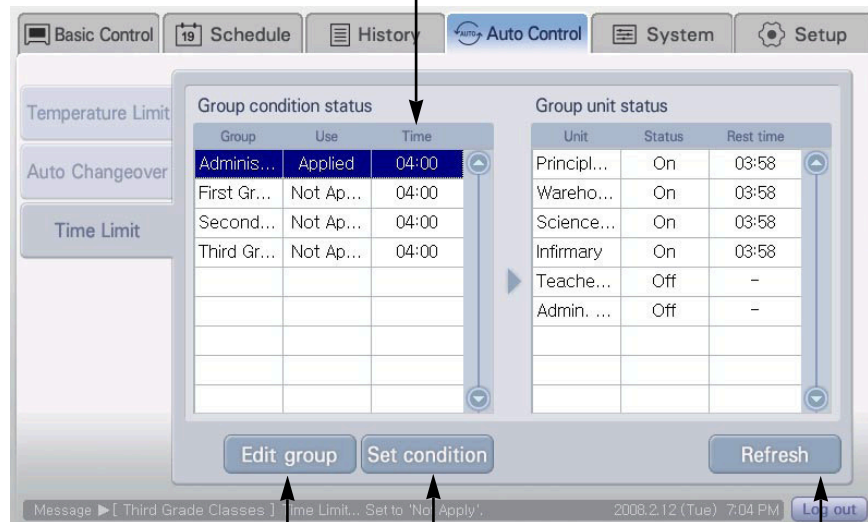 Basic Control 19 Schedule History AUTO Auto Control System Setup
Temperature Limit
Auto Changeover
Time Limit
Group condition status
Group Use Time
Adminis... Applied 04:00
First Gr... Not Ap... 04:00
Second... Not Ap... 04:00
Third Gr... Not Ap... 04:00
Group unit status
Unit Status Rest time
Principl... On 03:58
Wareho... On 03:58
Science... On 03:58
Infirmary On 03:58
Teache... Off -
Admin. ... Off -
Edit group Set condition Refresh
Message ▶[ Third Grade Classes ] Time Limit... Set to 'Not Apply'. 2008.2.12 (Tue) 7:04 PM Log out